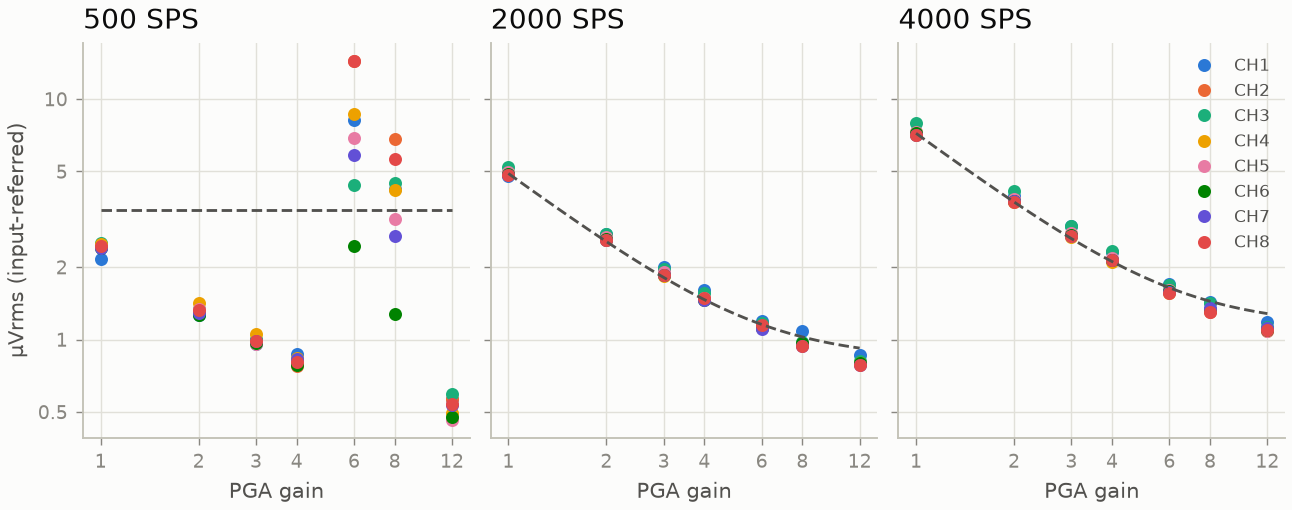 500 SPS
2000 SPS
4000 SPS
µVrms (input-referred)
10
5
2
1
0.5
CH1
CH2
CH3
CH4
CH5
CH6
CH7
CH8
1 2 3 4 6 8 12
1 2 3 4 6 8 12
1 2 3 4 6 8 12
PGA gain
PGA gain
PGA gain